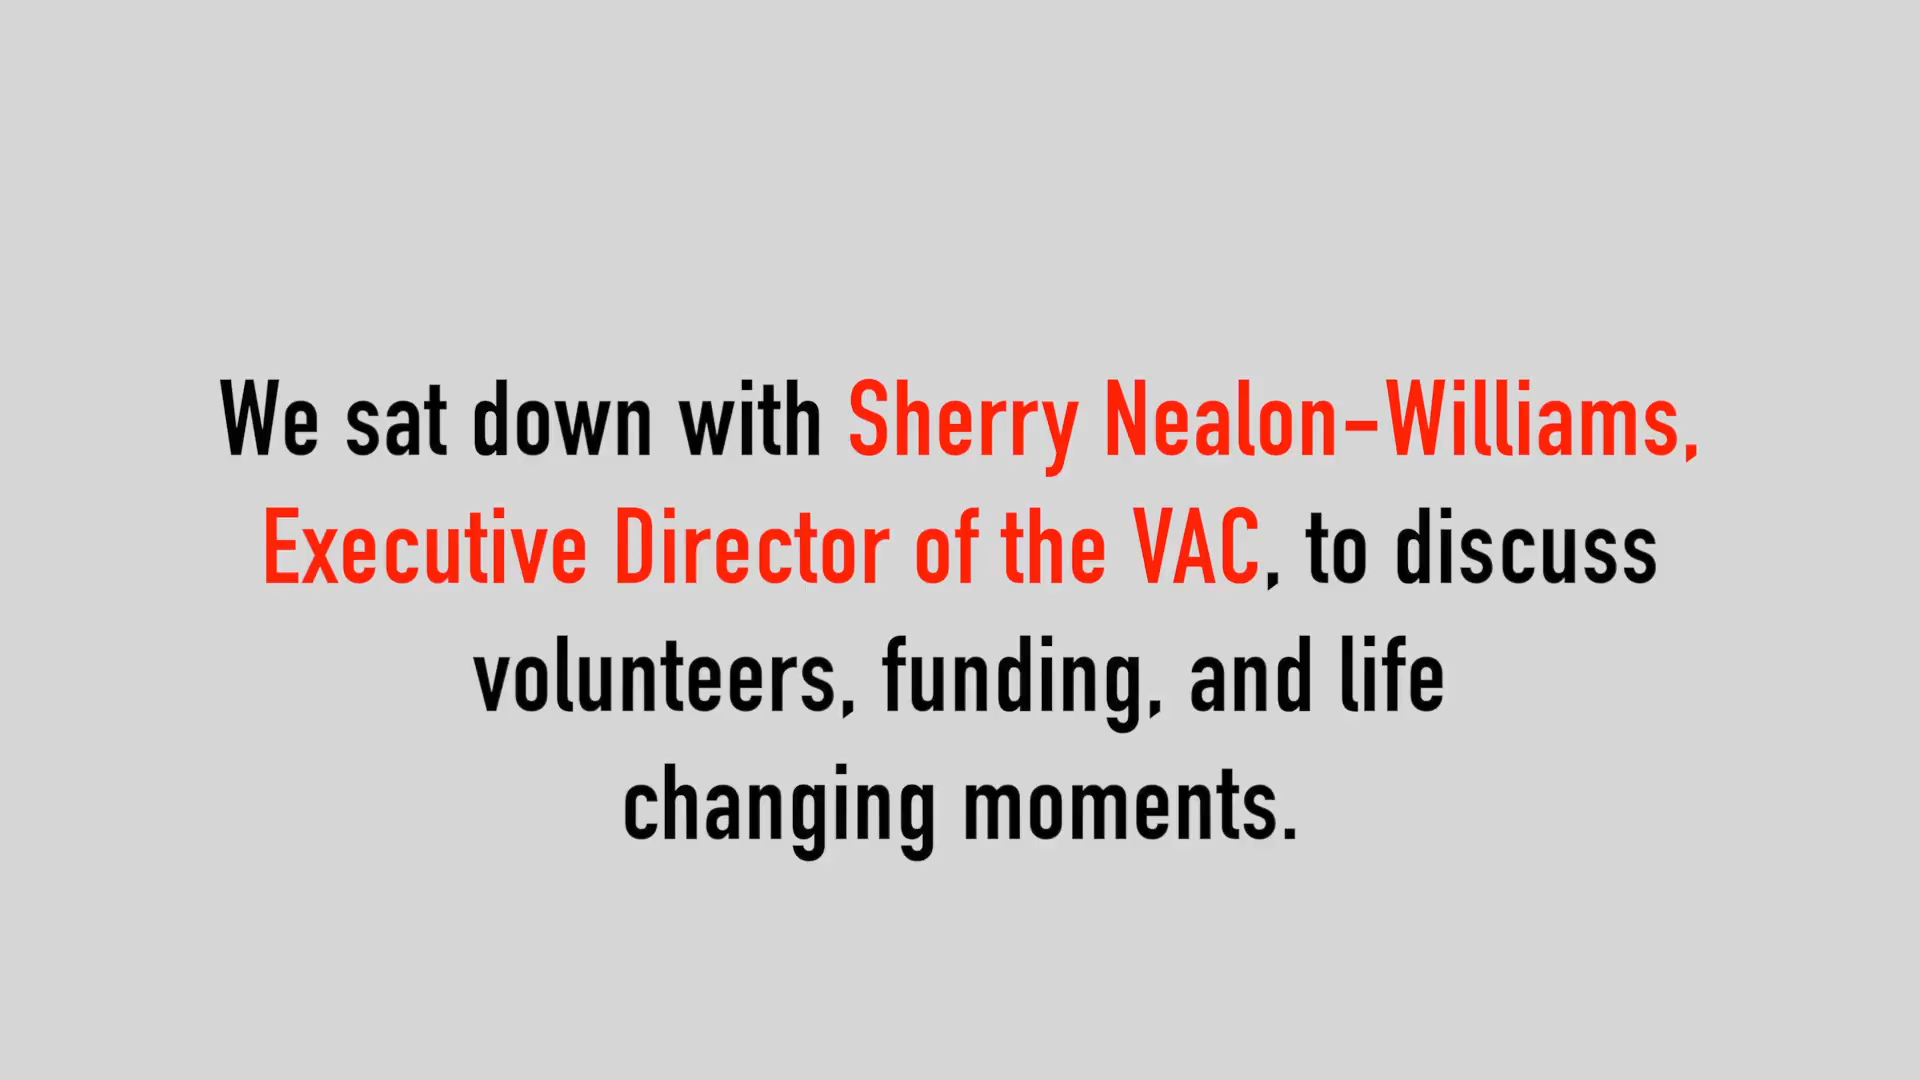 We sat down with Sherry Nealon-Williams,
Executive Director of the VAC, to discuss
volunteers, funding, and life
changing moments.